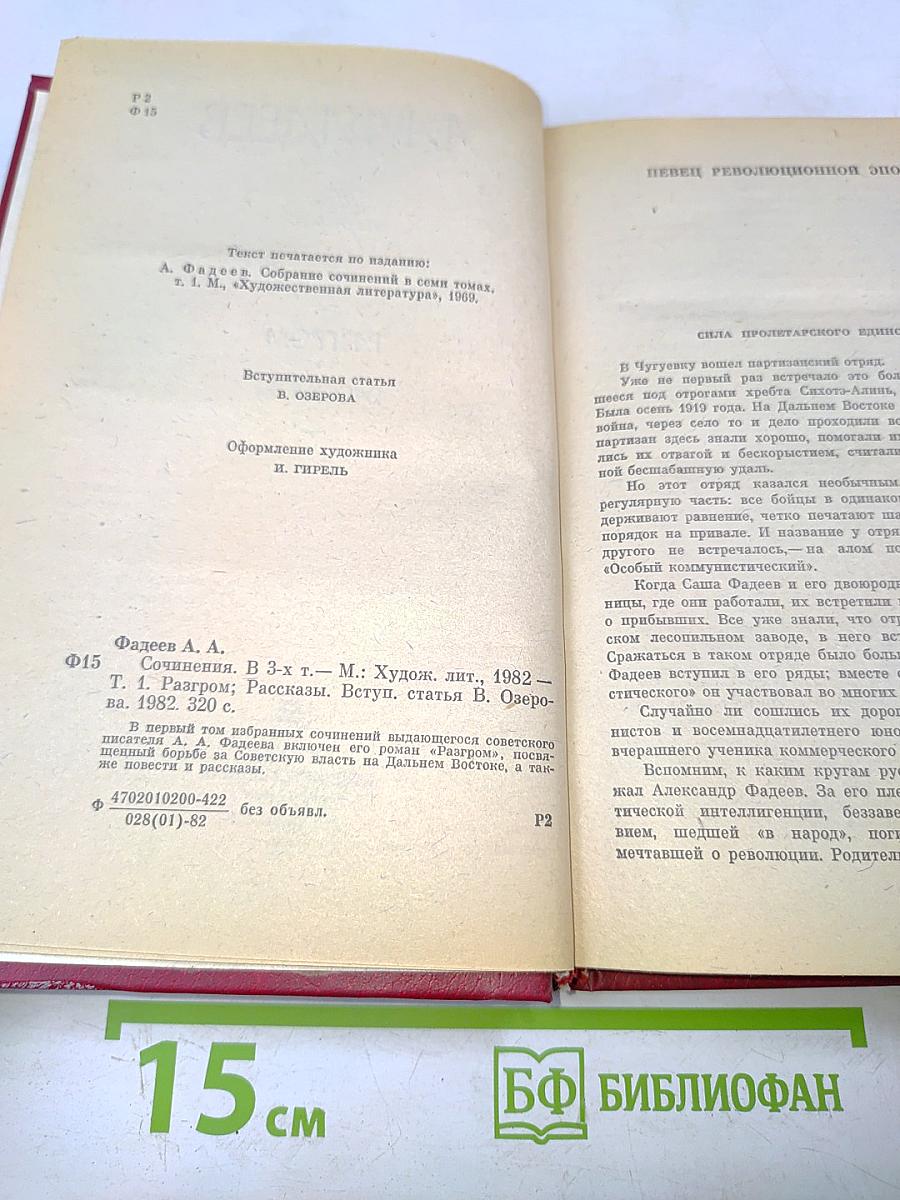 Р2
Ф15
Текст печатается по изданию:
А. Фадеев. Собрание сочинений в семи томах,
т. 1. М., «Художественная литература», 1969.
Вступительная статья
В. ОЗЕРОВА
Оформление художника
И. ГИРЕЛЬ
Фадеев А. А.
Ф15 Сочинения. В 3-х т.— М.: Худож. лит., 1982 —
Т. 1. Разгром; Рассказы. Вступ. статья В. Озеро-
ва. 1982. 320 с.
В первый том избранных сочинений выдающегося советского
писателя А. А. Фадеева включен его роман «Разгром», посвя-
щенный борьбе за Советскую власть на Дальнем Востоке, а так-
же повести и рассказы.
Ф 4702010200-422 без объявл.
028(01)-82
Р2
ПЕВЕЦ РЕВОЛЮЦИОННОЙ ЭПО
СИЛА ПРОЛЕТАРСКОГО ЕДИНС
В Чугуевку вошел партизанский отряд.
Уже не первый раз встречало это бол
шееся под отрогами хребта Сихотэ-Алинь,
Была осень 1919 года. На Дальнем Востоке
война, через село то и дело проходили во
партизан здесь знали хорошо, помогали и
лись их отвагой и бескорыстием, считали
ной бесшабашную удаль.
Но этот отряд казался необычным
регулярную часть: все бойцы в одинако
держивают равнение, четко печатают ша
порядок на привале. И название у отря
другого не встречалось,— на алом по
«Особый коммунистический».
Когда Саша Фадеев и его двоюродн
ницы, где они работали, их встретили
о прибывших. Все уже знали, что отр
ском лесопильном заводе, в него вст
Сражаться в таком отряде было боль
Фадеев вступил в его ряды; вместе с
стического» он участвовал во многих
Случайно ли сошлись их дорог
нистов и восемнадцатилетнего юно
вчерашнего ученика коммерческого
Вспомним, к каким кругам рус
жал Александр Фадеев. За его пле
тической интеллигенции, беззаве
вием, шедшей «в народ», поги
мечтавшей о революции. Родител
15 см
БФ БИБЛИОФАН